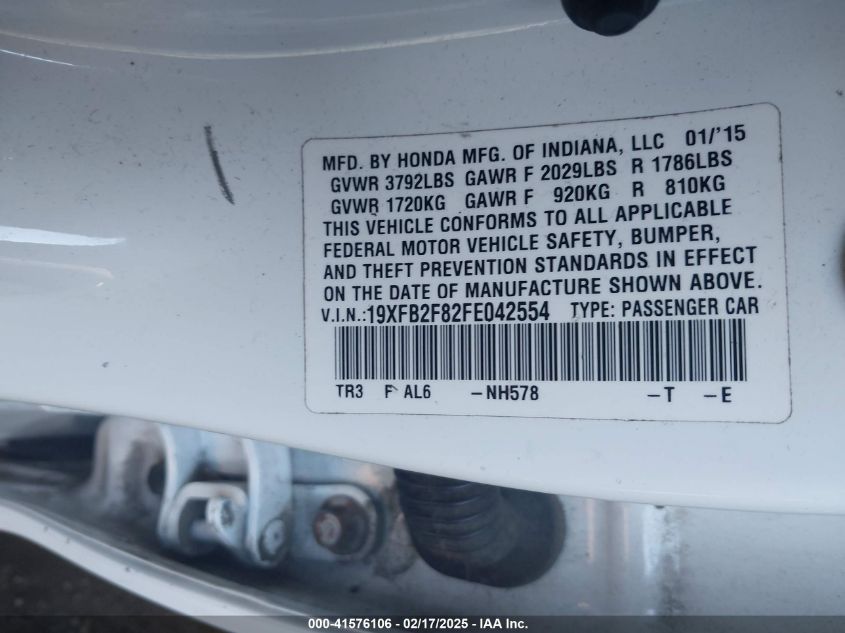 MFD. BY HONDA MFG. OF INDIANA, LLC 01/'15
GVWR 3792LBS GAWR F 2029LBS R 1786LBS
GVWR 1720KG GAWR F 920KG R 810KG
THIS VEHICLE CONFORMS TO ALL APPLICABLE
FEDERAL MOTOR VEHICLE SAFETY, BUMPER,
AND THEFT PREVENTION STANDARDS IN EFFECT
ON THE DATE OF MANUFACTURE SHOWN ABOVE.
V.I.N.:19XFB2F82FE042554 TYPE: PASSENGER CAR
TR3 F AL6 -NH578 -T -E
000-41576106 - 02/17/2025 - IAA Inc.